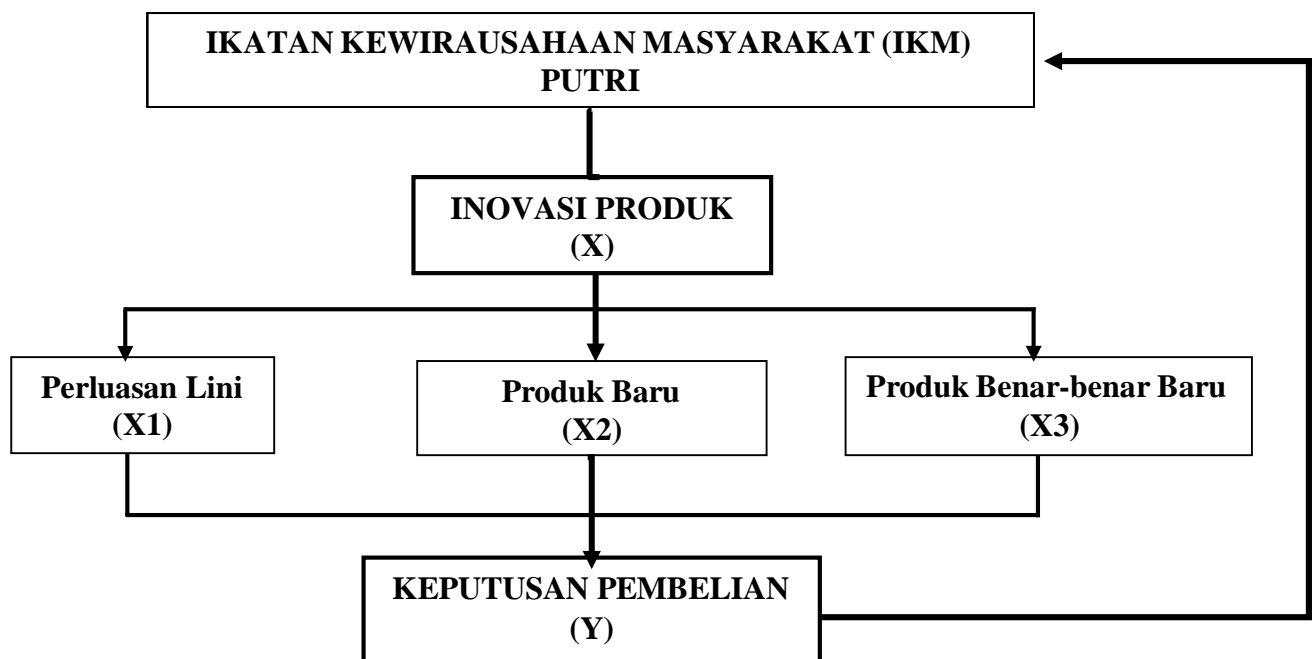 IKATAN KEWIRAUSAHAAN MASYARAKAT (IKM)
PUTRI
INOVASI PRODUK
(X)
Perluasan Lini
(X1)
Produk Baru
(X2)
Produk Benar-benar Baru
(X3)
KEPUTUSAN PEMBELIAN
(Y)